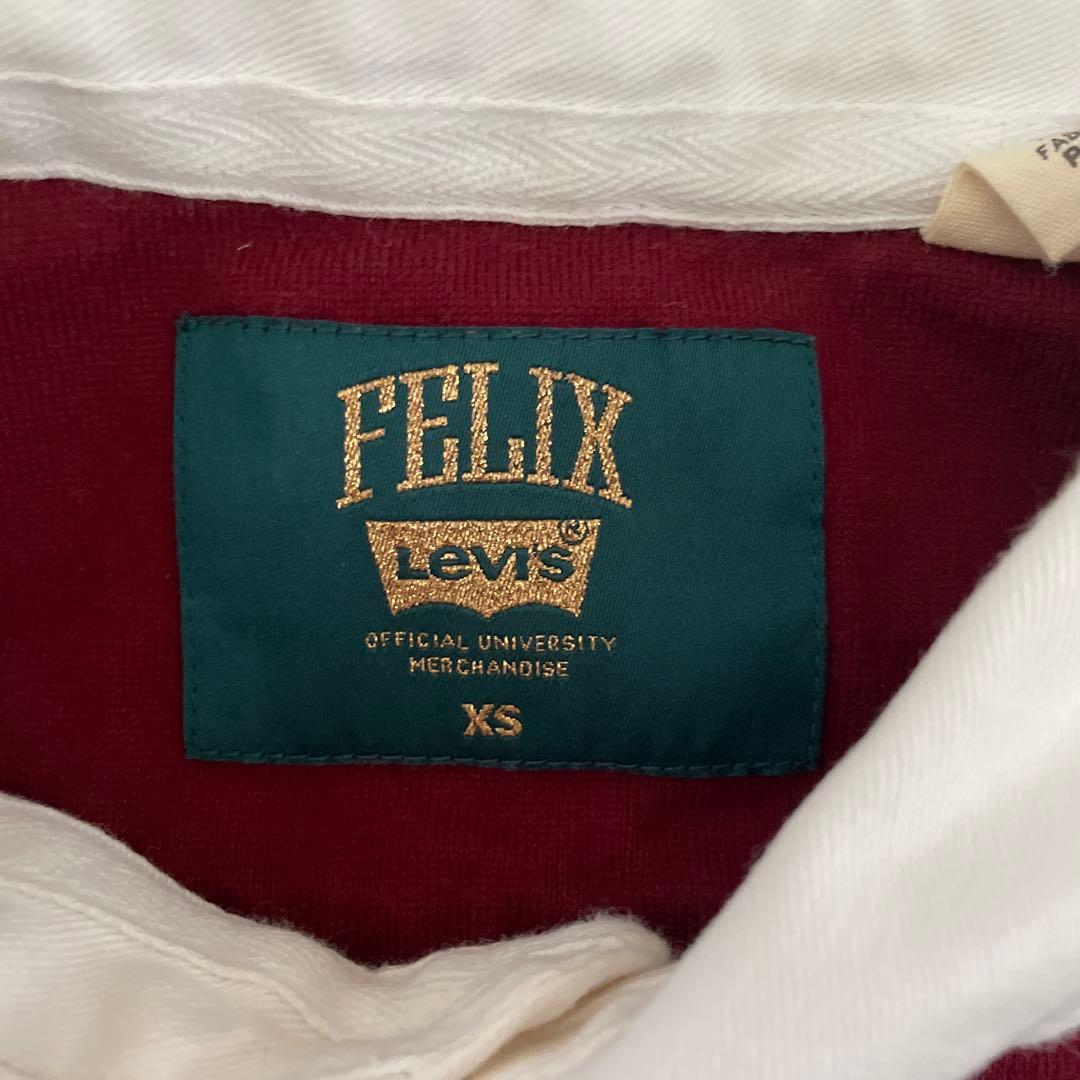 FELIX
Levi's®
OFFICIAL UNIVERSITY
MERCHANDISE
XS